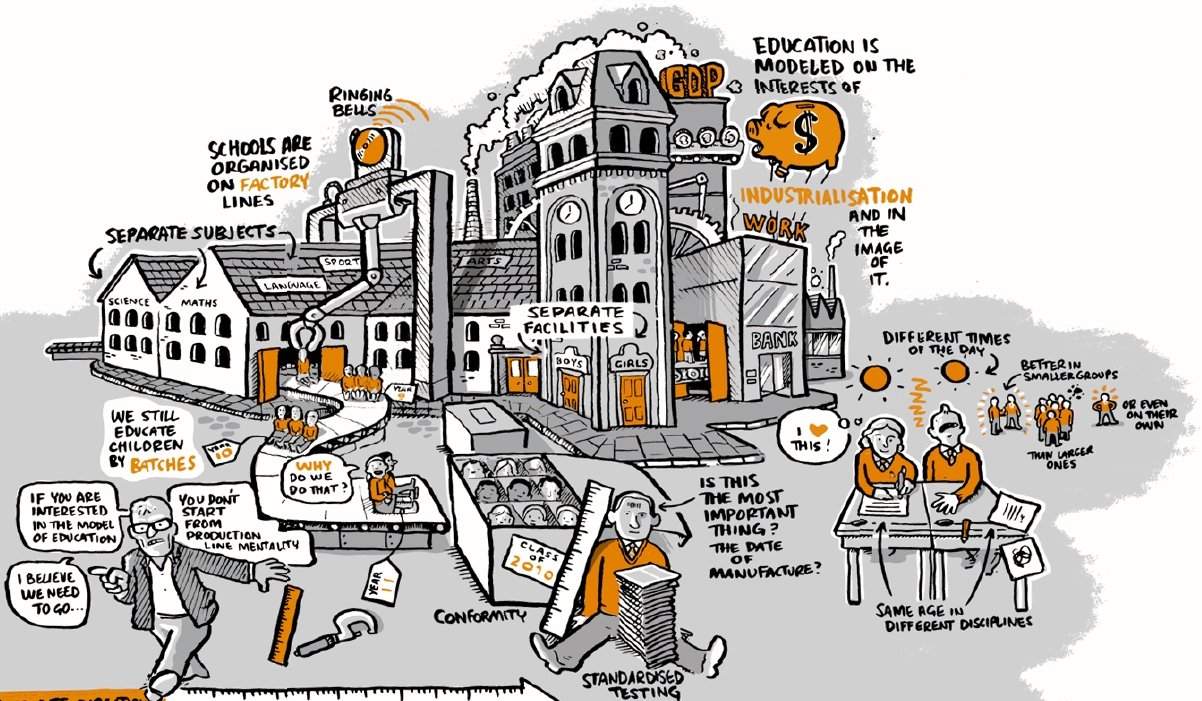 RINGING
BELLS
SCHOOLS ARE
ORGANISED
ON FACTORY
LINES
SEPARATE SUBJECTS
SCIENCE
MATHS
LANGUAGE
SPORT
ARTS
GDP
EDUCATION IS
MODELED ON THE
INTERESTS OF
$
INDUSTRIALISATION
AND IN
THE
IMAGE
OF
IT.
WORK
BANK
SEPARATE
FACILITIES
BOYS
GIRLS
WE STILL
EDUCATE
CHILDREN
BY BATCHES
YEAR
9
YEAR
10
YEAR
11
WHY
DO WE
DO THAT?
IF YOU ARE
INTERESTED
IN THE MODEL
OF EDUCATION
YOU DON'T
START
FROM
PRODUCTION
LINE MENTALITY
I BELIEVE
WE NEED
TO GO...
CLASS
OF
2010
CONFORMITY
IS THIS
THE MOST
IMPORTANT
THING?
THE DATE
OF
MANUFACTURE?
STANDARDISED
TESTING
I ♥
THIS!
DIFFERENT TIMES
OF THE DAY
NNNN
BETTER IN
SMALLER GROUPS
THAN LARGER
ONES
OR EVEN
ON THEIR
OWN
SAME AGE IN
DIFFERENT DISCIPLINES